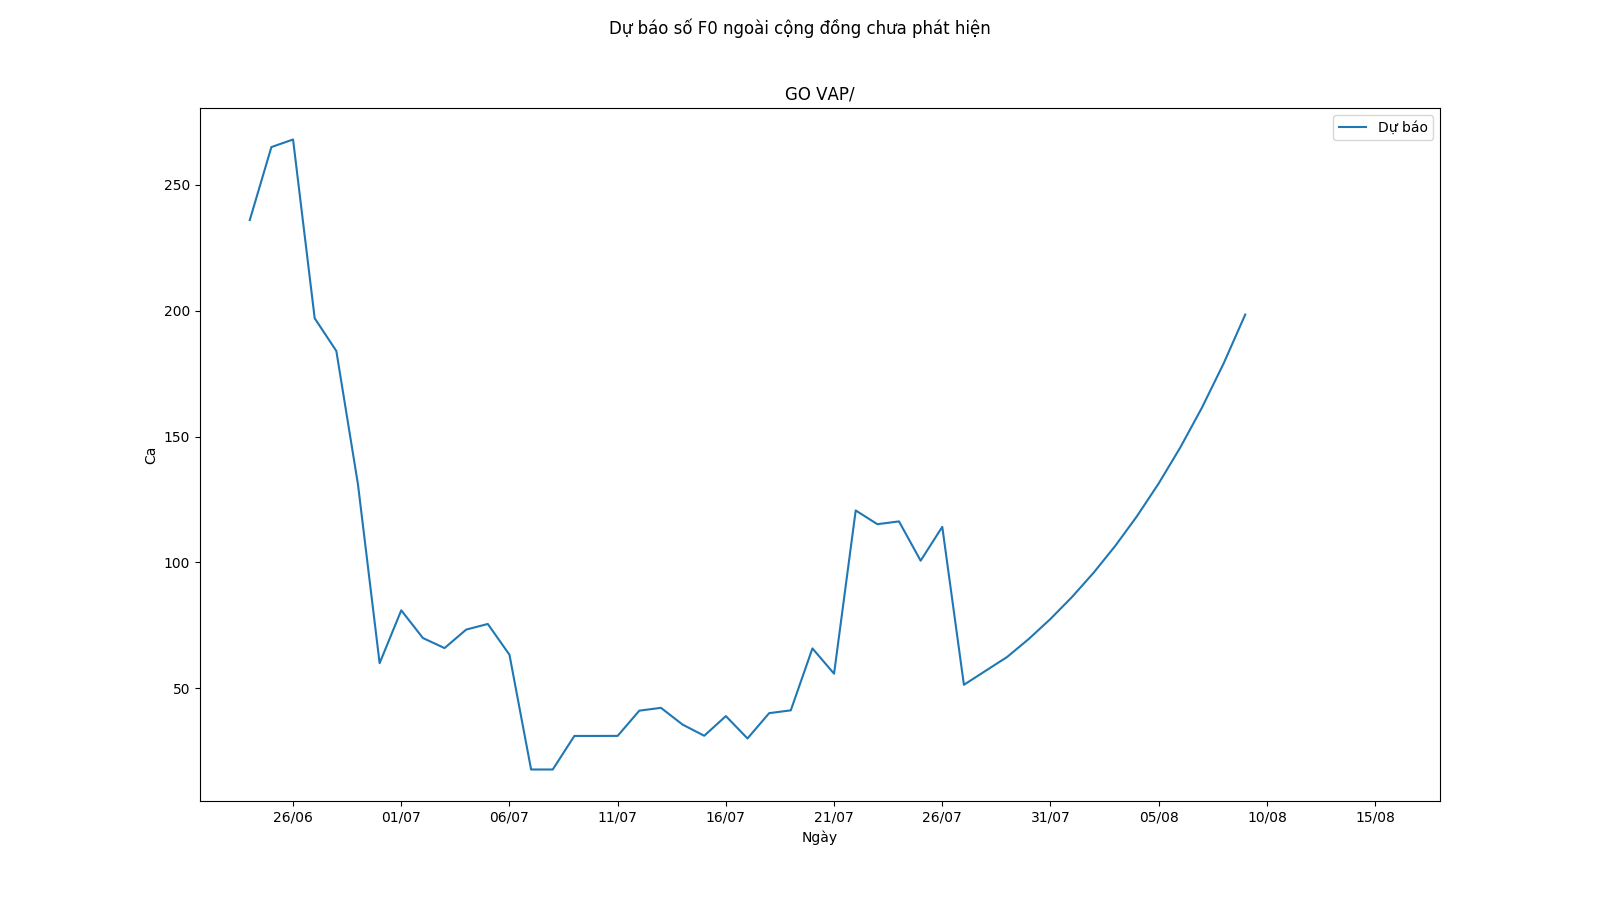 Dự báo số F0 ngoài cộng đồng chưa phát hiện
GO VAP/
Dự báo
250
200
150
100
50
Ca
26/06 01/07 06/07 11/07 16/07 21/07 26/07 31/07 05/08 10/08 15/08
Ngày